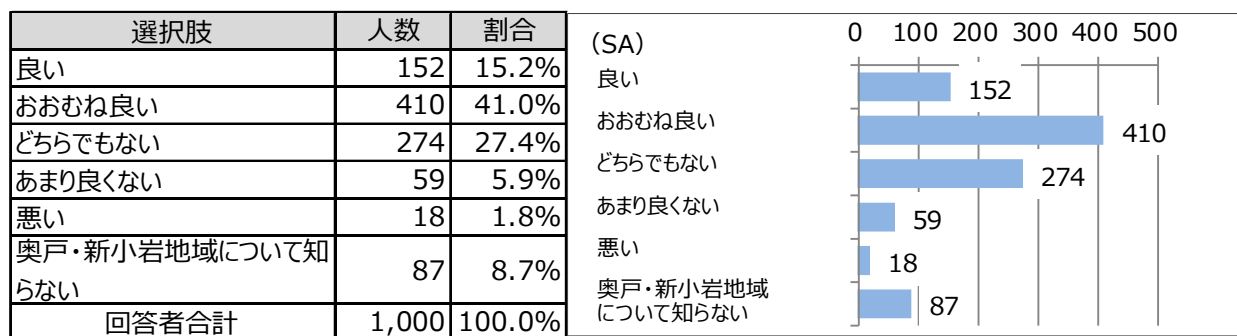 選択肢 人数 割合
良い 152 15.2%
おおむね良い 410 41.0%
どちらでもない 274 27.4%
あまり良くない 59 5.9%
悪い 18 1.8%
奥戸・新小岩地域について知
らない 87 8.7%
回答者合計 1,000 100.0%
0 100 200 300 400 500
(SA)
良い 152
おおむね良い 410
どちらでもない 274
あまり良くない 59
悪い 18
奥戸・新小岩地域
について知らない 87